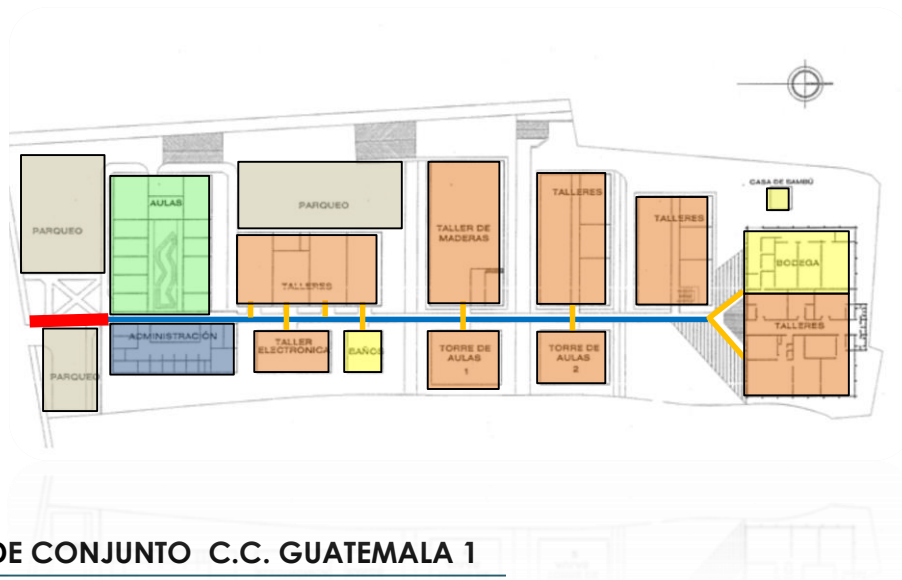 CASA DE BAMBÚ
AULAS
PARQUEO
TALLERES
TALLERES
PARQUEO
TALLER DE
MADERAS
BODEGA
TALLERES
TALLERES
ADMINISTRACIÓN
TALLER
ELECTRONICA
BAÑOS
TORRE DE
AULAS
1
TORRE DE
AULAS
2
PARQUEO
DE CONJUNTO C.C. GUATEMALA 1